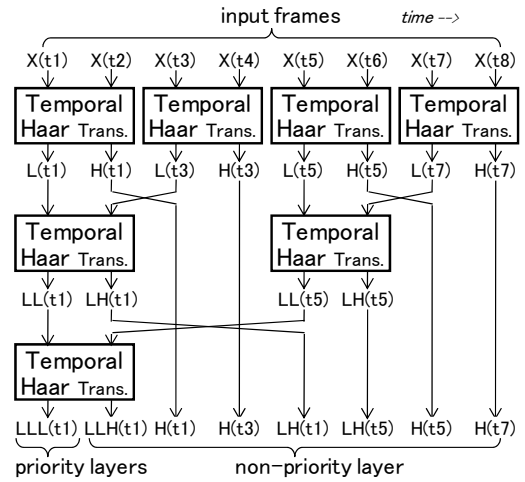 input frames time -->
X(t1) X(t2) X(t3) X(t4) X(t5) X(t6) X(t7) X(t8)
Temporal Temporal Temporal Temporal
Haar Trans. Haar Trans. Haar Trans. Haar Trans.
L(t1) H(t1) L(t3) H(t3) L(t5) H(t5) L(t7) H(t7)
Temporal Temporal
Haar Trans. Haar Trans.
LL(t1) LH(t1) LL(t5) LH(t5)
Temporal
Haar Trans.
LLL(t1) LLH(t1) H(t1) H(t3) LH(t1) LH(t5) H(t5) H(t7)
priority layers non-priority layer